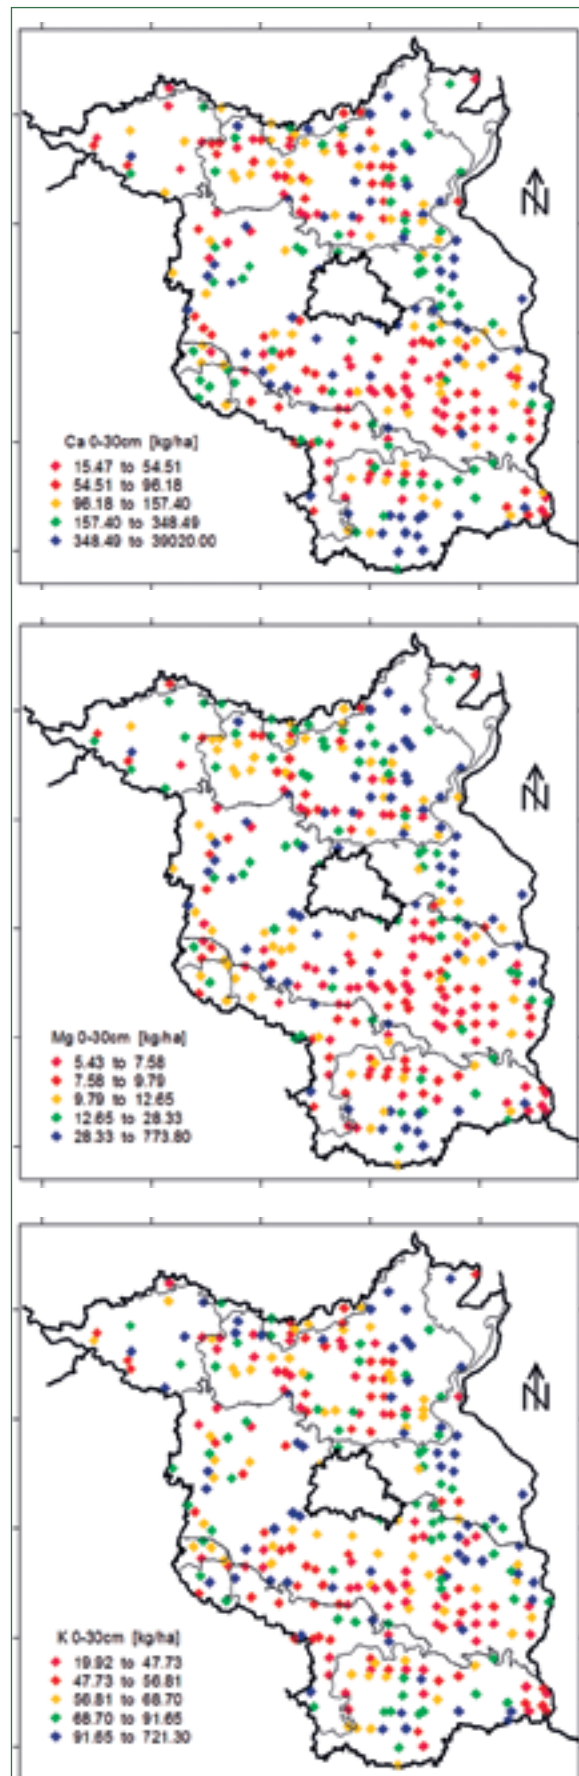 N
Ca 0-30cm [kg/ha]
15.47 to 54.51
54.51 to 96.18
96.18 to 157.40
157.40 to 348.49
348.49 to 39020.00
N
Mg 0-30cm [kg/ha]
5.43 to 7.58
7.58 to 9.79
9.79 to 12.65
12.65 to 28.33
28.33 to 773.80
N
K 0-30cm [kg/ha]
19.92 to 47.73
47.73 to 56.81
56.81 to 68.70
68.70 to 91.65
91.65 to 721.30